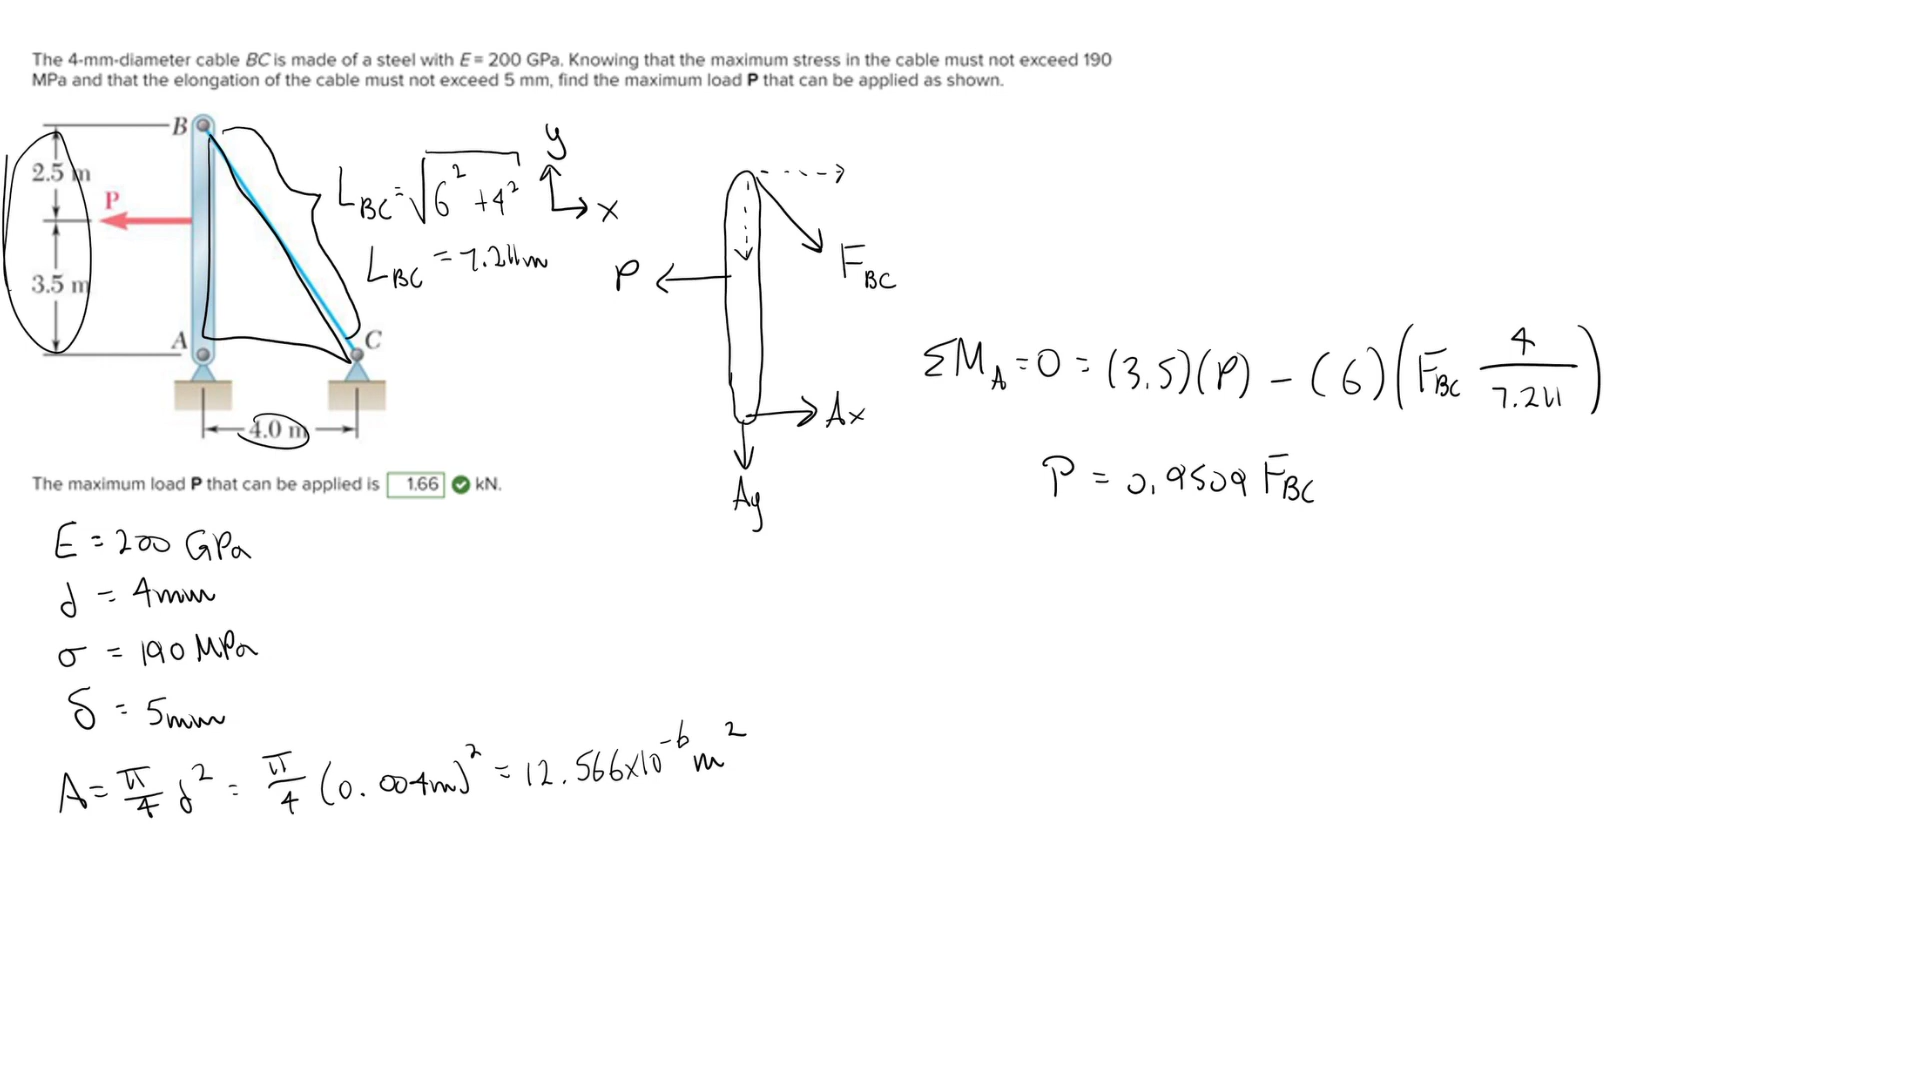 The 4-mm-diameter cable BC is made of a steel with E = 200 GPa. Knowing that the maximum stress in the cable must not exceed 190
MPa and that the elongation of the cable must not exceed 5 mm, find the maximum load P that can be applied as shown.
B
2.5 m
P
3.5 m
A
C
4.0 m
L_BC = √(6² + 4²)
L_BC = 7.211m
y
x
P
F_BC
Ax
Ay
ΣM_A = 0 = (3.5)(P) - (6)(F_BC 4/7.211)
P = 0.9509 F_BC
The maximum load P that can be applied is 1.66 kN.
E = 200 GPa
d = 4mm
σ = 190 MPa
δ = 5mm
A = π/4 d² = π/4 (0.004m)² = 12.566x10⁻⁶ m²